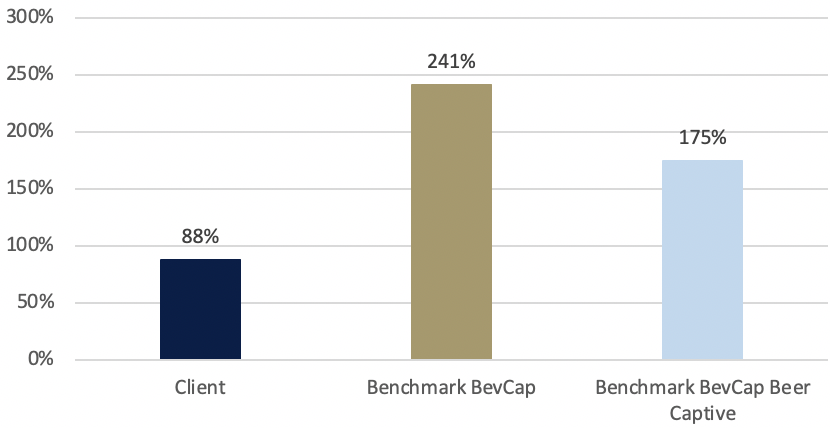 300%
250%
200%
150%
100%
50%
0%
88%
241%
175%
Client
Benchmark BevCap
Benchmark BevCap Beer
Captive